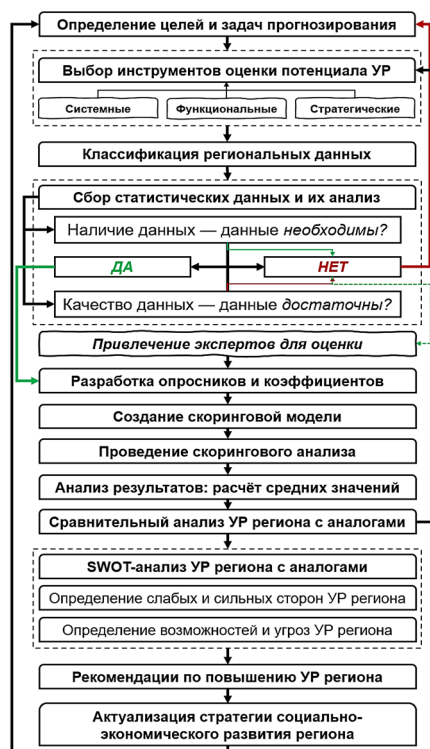 Определение целей и задач прогнозирования
Выбор инструментов оценки потенциала УР
Системные
Функциональные
Стратегические
Классификация региональных данных
Сбор статистических данных и их анализ
Наличие данных — данные необходимы?
ДА
НЕТ
Качество данных — данные достаточны?
Привлечение экспертов для оценки
Разработка опросников и коэффициентов
Создание скоринговой модели
Проведение скорингового анализа
Анализ результатов: расчёт средних значений
Сравнительный анализ УР региона с аналогами
SWOT-анализ УР региона с аналогами
Определение слабых и сильных сторон УР региона
Определение возможностей и угроз УР региона
Рекомендации по повышению УР региона
Актуализация стратегии социально-
экономического развития региона